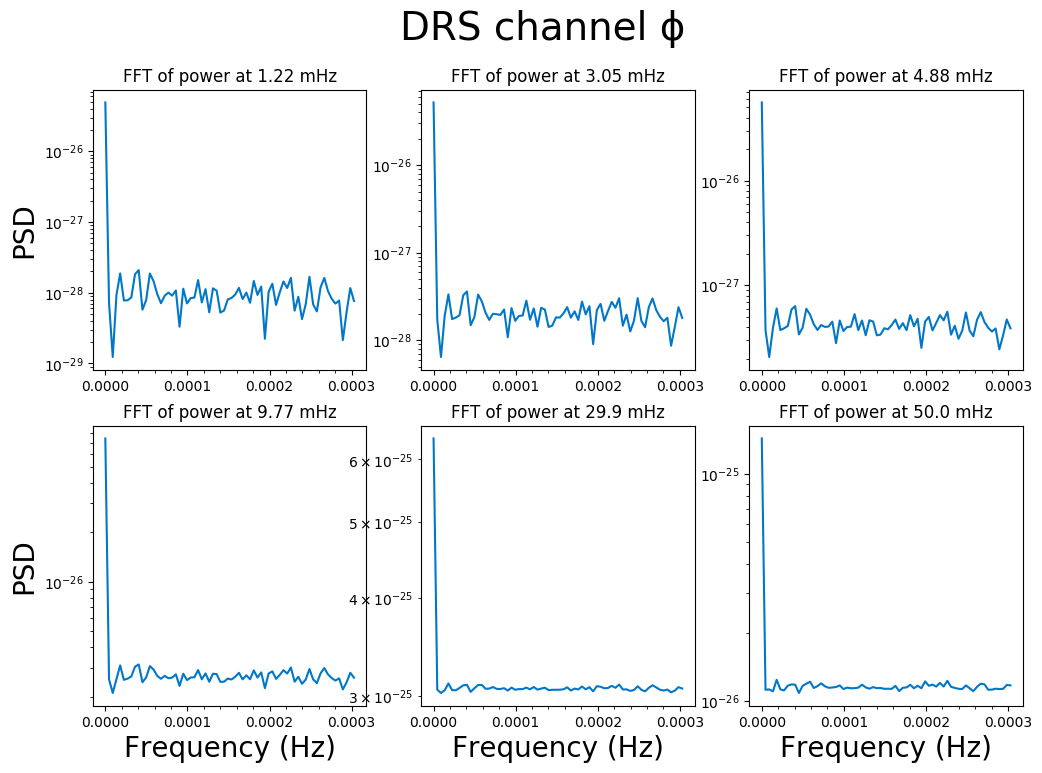 DRS channel ϕ
FFT of power at 1.22 mHz
FFT of power at 3.05 mHz
FFT of power at 4.88 mHz
PSD
10⁻²⁶
10⁻²⁷
10⁻²⁸
10⁻²⁹
0.0000 0.0001 0.0002 0.0003
10⁻²⁶
10⁻²⁷
10⁻²⁸
0.0000 0.0001 0.0002 0.0003
10⁻²⁶
10⁻²⁷
0.0000 0.0001 0.0002 0.0003
FFT of power at 9.77 mHz
FFT of power at 29.9 mHz
FFT of power at 50.0 mHz
PSD
10⁻²⁶
0.0000 0.0001 0.0002 0.0003
Frequency (Hz)
6 × 10⁻²⁵
5 × 10⁻²⁵
4 × 10⁻²⁵
3 × 10⁻²⁵
0.0000 0.0001 0.0002 0.0003
Frequency (Hz)
10⁻²⁵
10⁻²⁶
0.0000 0.0001 0.0002 0.0003
Frequency (Hz)